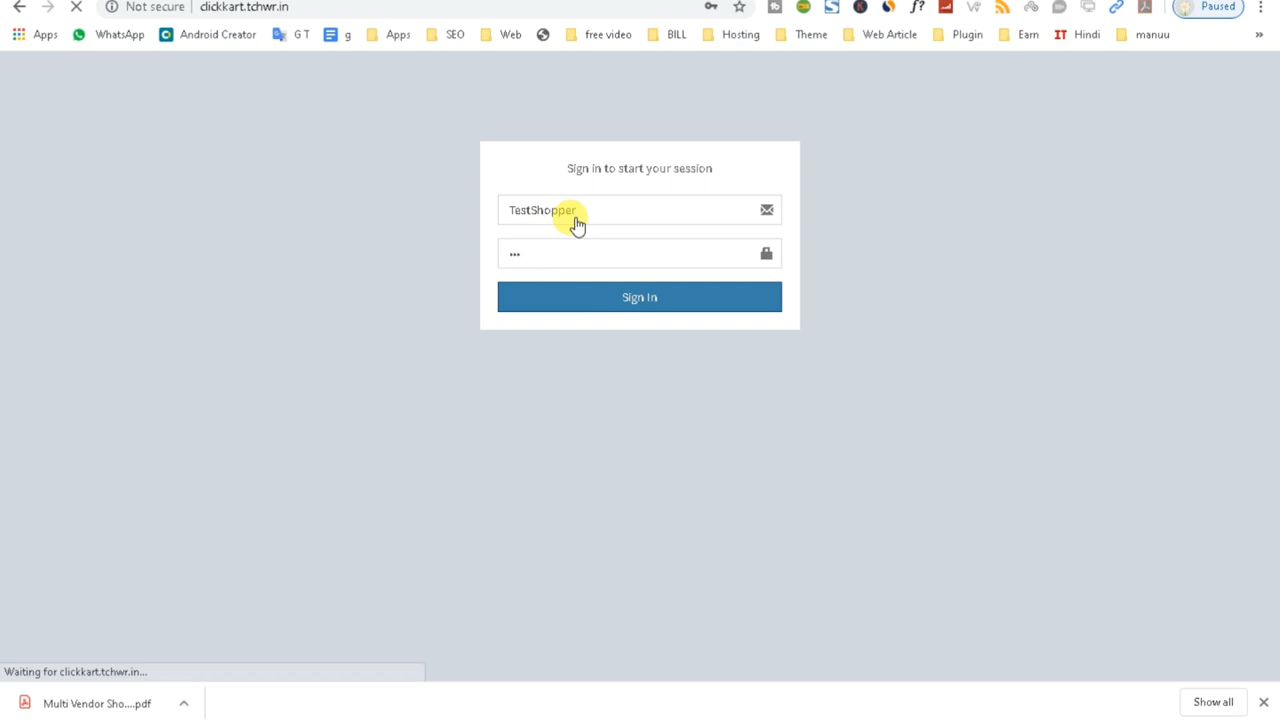 Not secure clickkart.tchwr.in Paused
Apps WhatsApp Android Creator G T g Apps SEO Web free video BILL Hosting Theme Web Article Plugin Earn IT Hindi manuu »
Sign in to start your session
TestShopper
•••
Sign In
Waiting for clickkart.tchwr.in...
Multi Vendor Sho....pdf Show all